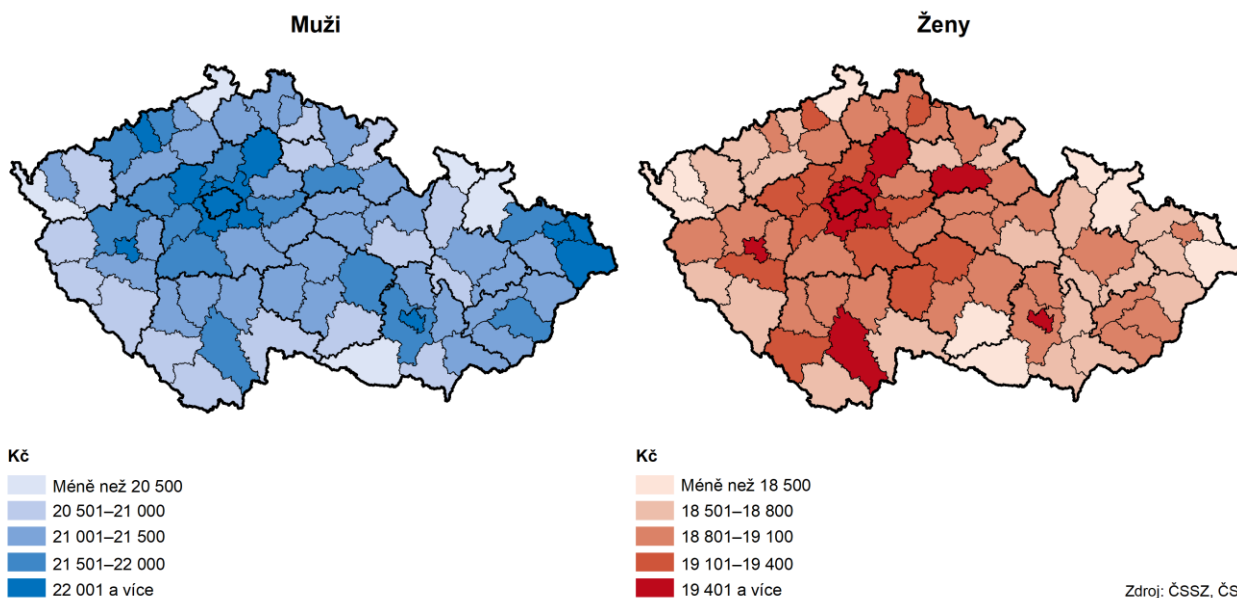 Muži
Ženy
Kč
Méně než 20 500
20 501–21 000
21 001–21 500
21 501–22 000
22 001 a více
Kč
Méně než 18 500
18 501–18 800
18 801–19 100
19 101–19 400
19 401 a více
Zdroj: ČSSZ, ČS